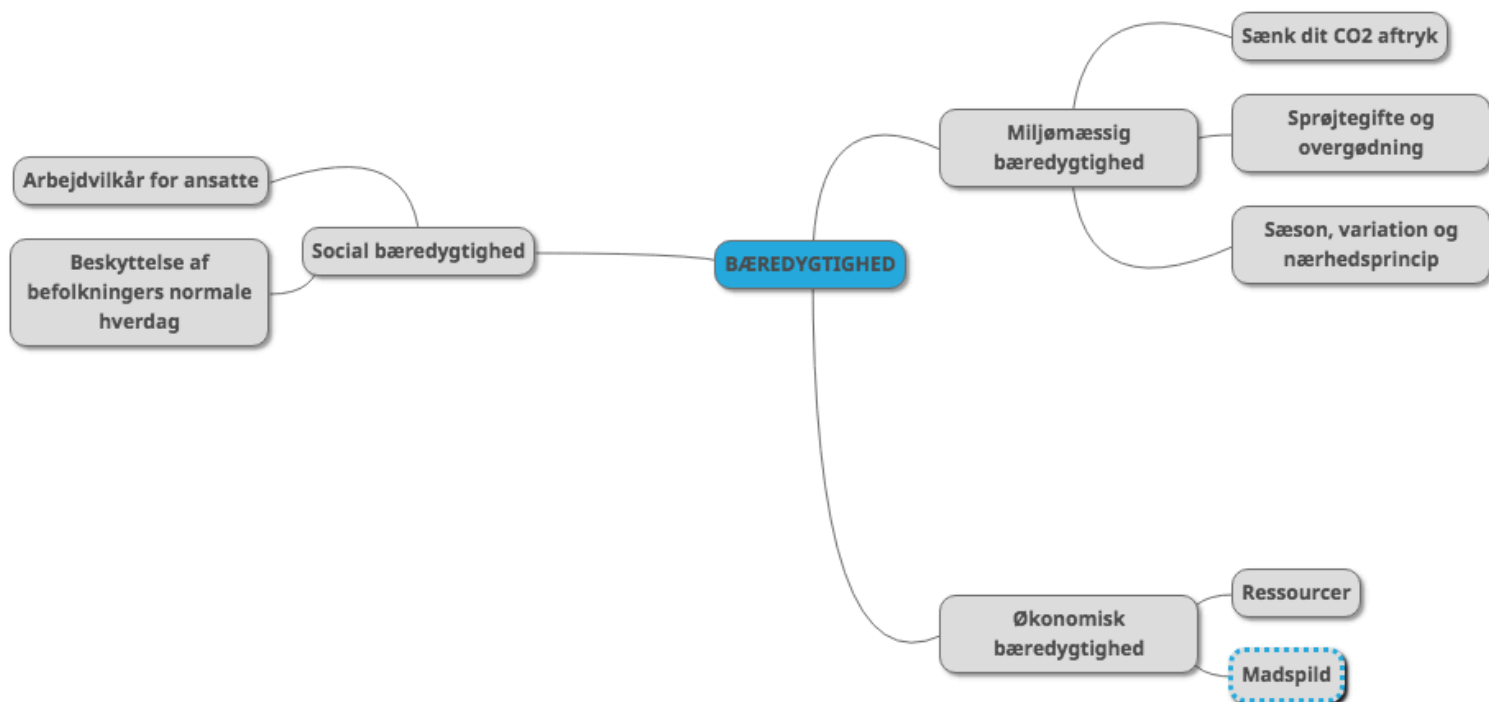 Sænk dit CO2 aftryk
Sprøjtegifte og
overgødning
Miljømæssig
bæredygtighed
Sæson, variation og
nærhedsprincip
Arbejdvilkår for ansatte
Social bæredygtighed
Beskyttelse af
befolkningers normale
hverdag
BÆREDYGTIGHED
Økonomisk
bæredygtighed
Ressourcer
Madspild